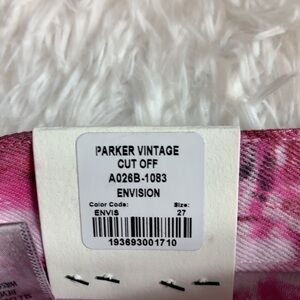 PARKER VINTAGE
CUT OFF
A026B-1083
ENVISION
Color Code: Size:
ENVIS 27
193693001710